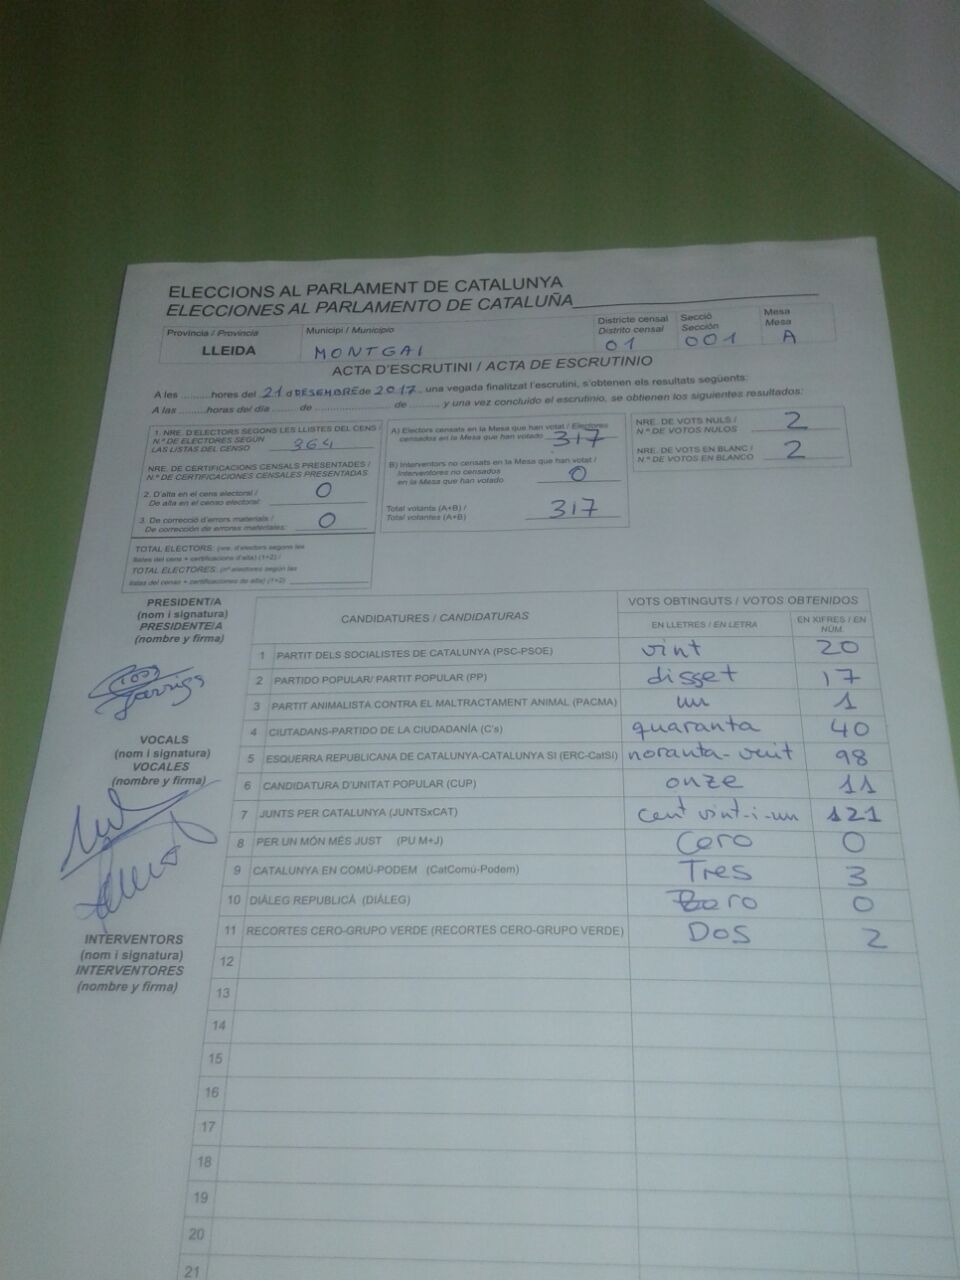 ELECCIONS AL PARLAMENT DE CATALUNYA
ELECCIONES AL PARLAMENTO DE CATALUÑA
Província / Provincia
LLEIDA
Municipi / Municipio
MONTGAI
Districte censal
Distrito censal
01
Secció
Sección
001
Mesa
Mesa
A
ACTA D'ESCRUTINI / ACTA DE ESCRUTINIO
A les ........hores del 21 d DESEMBRE de 2017, una vegada finalitzat l'escrutini, s'obtenen els resultats següents:
A las ........horas del día ....... de ..................... de ........ y una vez concluido el escrutinio, se obtienen los siguientes resultados:
1. NRE. D'ELECTORS SEGONS LES LLISTES DEL CENS /
N.º DE ELECTORES SEGÚN
LAS LISTAS DEL CENSO 364
NRE. DE CERTIFICACIONS CENSALS PRESENTADES /
N.º DE CERTIFICACIONES CENSALES PRESENTADAS
2. D'alta en el cens electoral /
De alta en el censo electoral: 0
3. De correcció d'errors materials /
De corrección de errores materiales: 0
TOTAL ELECTORS: (nre. d'electors segons les
llistes del cens + certificacions d'alta) (1+2) /
TOTAL ELECTORES: (nº electores según las
listas del censo + certificaciones de alta) (1+2)
A) Electors censats en la Mesa que han votat / Electores
censados en la Mesa que han votado 317
B) Interventors no censats en la Mesa que han votat /
Interventores no censados
en la Mesa que han votado 0
Total votants (A+B) /
Total votantes (A+B) 317
NRE. DE VOTS NULS /
N.º DE VOTOS NULOS 2
NRE. DE VOTS EN BLANC /
N.º DE VOTOS EN BLANCO 2
PRESIDENT/A
(nom i signatura)
PRESIDENTE/A
(nombre y firma)
VOCALS
(nom i signatura)
VOCALES
(nombre y firma)
INTERVENTORS
(nom i signatura)
INTERVENTORES
(nombre y firma)
CANDIDATURES / CANDIDATURAS
VOTS OBTINGUTS / VOTOS OBTENIDOS
EN LLETRES / EN LETRA
EN XIFRES / EN NÚM.
1 PARTIT DELS SOCIALISTES DE CATALUNYA (PSC-PSOE) vint 20
2 PARTIDO POPULAR/ PARTIT POPULAR (PP) disset 17
3 PARTIT ANIMALISTA CONTRA EL MALTRACTAMENT ANIMAL (PACMA) un 1
4 CIUTADANS-PARTIDO DE LA CIUDADANÍA (C's) quaranta 40
5 ESQUERRA REPUBLICANA DE CATALUNYA-CATALUNYA SÍ (ERC-CatSí) noranta-vuit 98
6 CANDIDATURA D'UNITAT POPULAR (CUP) onze 11
7 JUNTS PER CATALUNYA (JUNTSxCAT) cent vint-i-un 121
8 PER UN MÓN MÉS JUST (PU M+J) Cero 0
9 CATALUNYA EN COMÚ-PODEM (CatComú-Podem) Tres 3
10 DIÀLEG REPUBLICÀ (DIÀLEG) 0
11 RECORTES CERO-GRUPO VERDE (RECORTES CERO-GRUPO VERDE) DOS 2
12
13
14
15
16
17
18
19
20
21